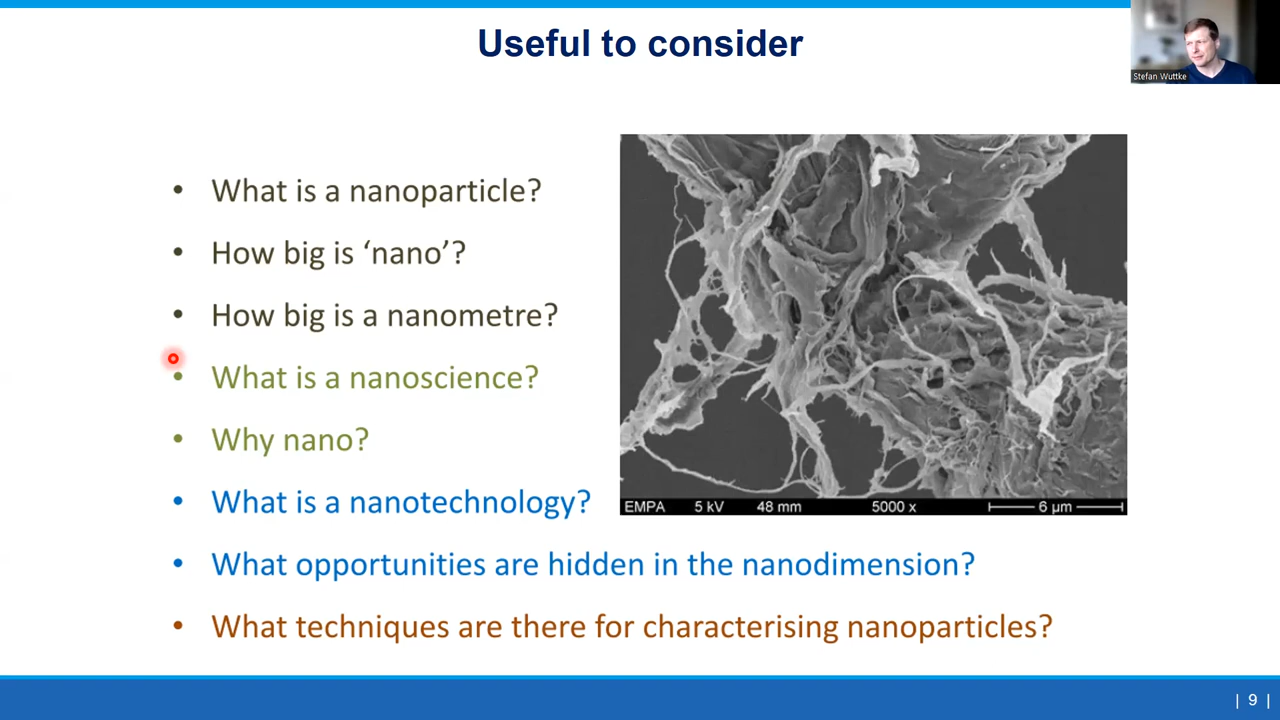 Useful to consider
Stefan Wuttke
• What is a nanoparticle?
• How big is ‘nano’?
• How big is a nanometre?
• What is a nanoscience?
• Why nano?
• What is a nanotechnology?
• What opportunities are hidden in the nanodimension?
• What techniques are there for characterising nanoparticles?
EMPA 5 kV 48 mm 5000 x 6 µm
| 9 |